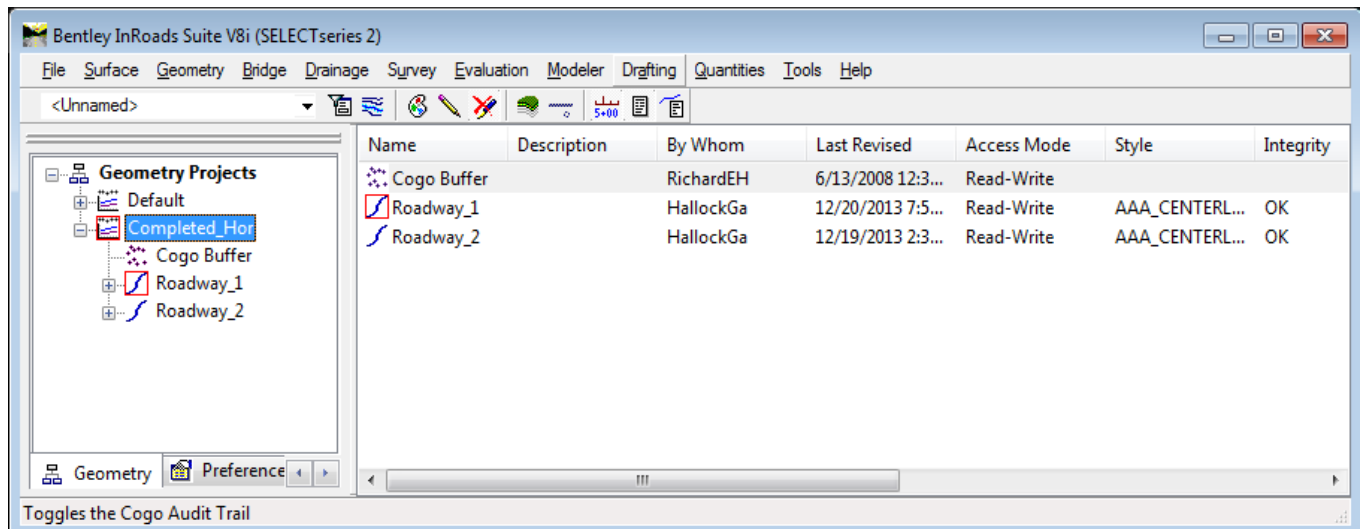 Bentley InRoads Suite V8i (SELECTseries 2)
File Surface Geometry Bridge Drainage Survey Evaluation Modeler Drafting Quantities Tools Help
<Unnamed> 5+00
Name Description By Whom Last Revised Access Mode Style Integrity
Geometry Projects
Default
Completed_Hor
Cogo Buffer
Roadway_1
Roadway_2
Cogo Buffer RichardEH 6/13/2008 12:3... Read-Write
Roadway_1 HallockGa 12/20/2013 7:5... Read-Write AAA_CENTERL... OK
Roadway_2 HallockGa 12/19/2013 2:3... Read-Write AAA_CENTERL... OK
Geometry Preference
Toggles the Cogo Audit Trail